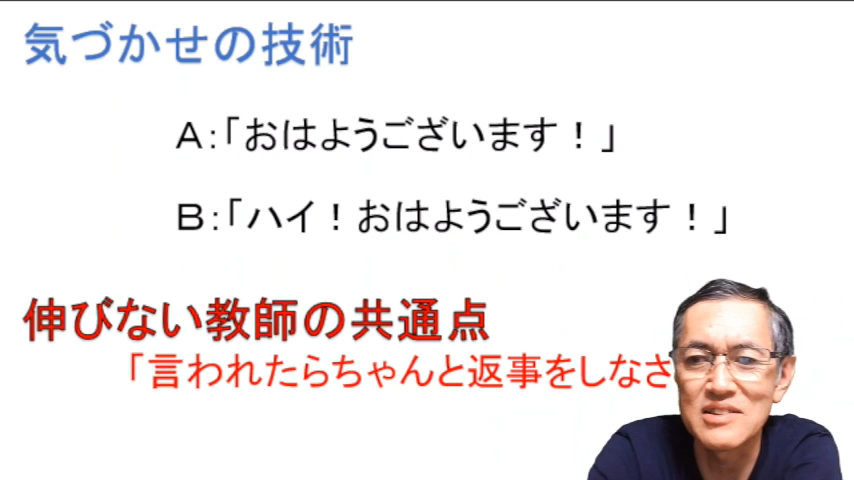 気づかせの技術
A:「おはようございます!」
B:「ハイ!おはようございます!」
伸びない教師の共通点
「言われたらちゃんと返事をしなさ